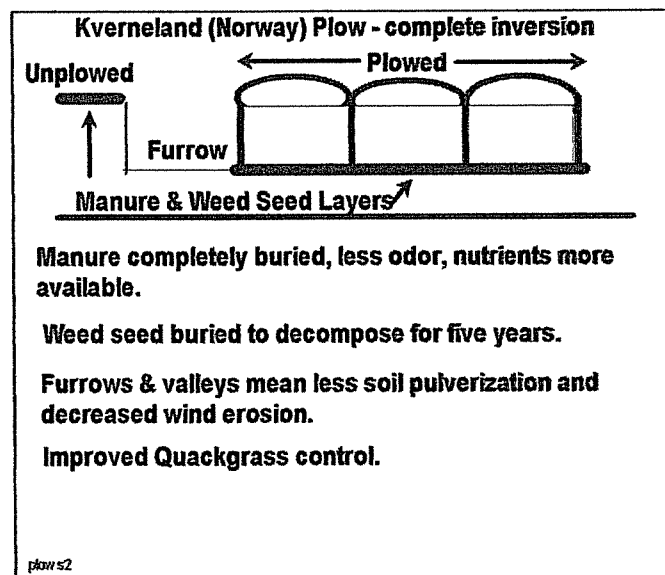 Kverneland (Norway) Plow - complete inversion
Plowed
Unplowed
Furrow
Manure & Weed Seed Layers
Manure completely buried, less odor, nutrients more
available.
Weed seed buried to decompose for five years.
Furrows & valleys mean less soil pulverization and
decreased wind erosion.
Improved Quackgrass control.
plows2